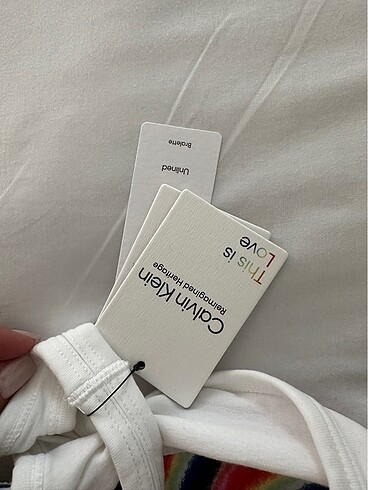 Bralette
Unlined
This is
Love
Calvin Klein
Reimagined Heritage